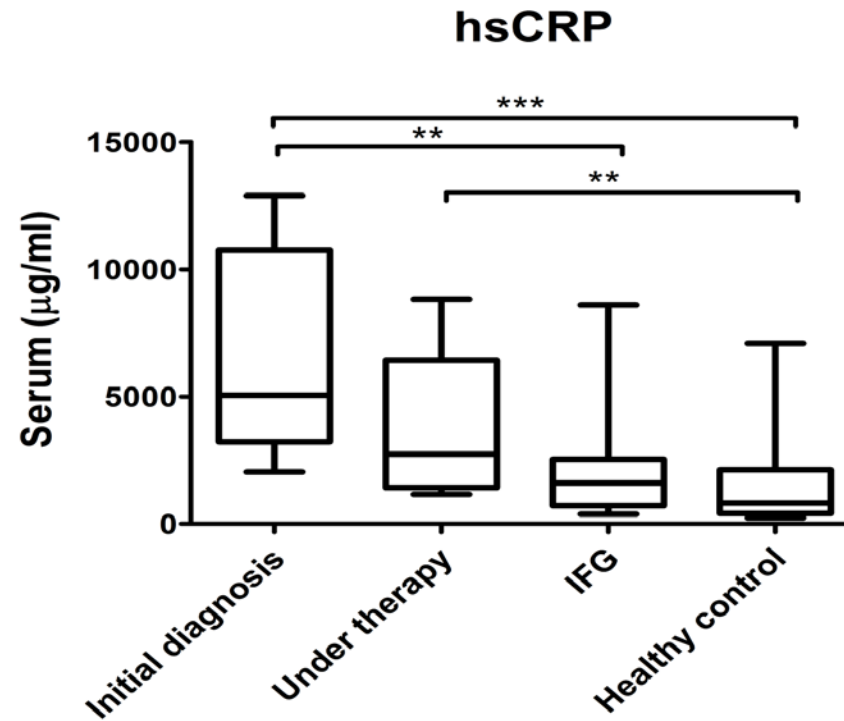 hsCRP
***
**
**
15000
10000
5000
0
Serum (μg/ml)
Initial diagnosis
Under therapy
IFG
Healthy control